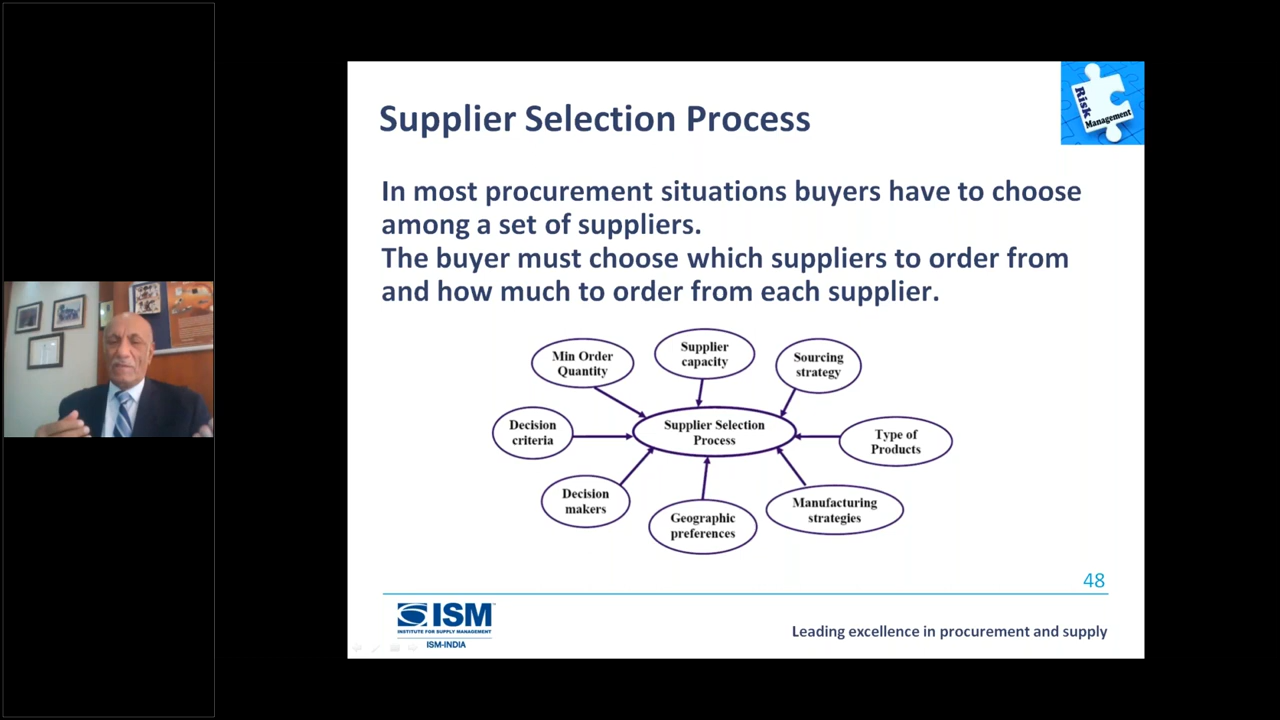 Supplier Selection Process
Risk
Management
In most procurement situations buyers have to choose
among a set of suppliers.
The buyer must choose which suppliers to order from
and how much to order from each supplier.
Min Order
Quantity
Supplier
capacity
Sourcing
strategy
Decision
criteria
Supplier Selection
Process
Type of
Products
Decision
makers
Geographic
preferences
Manufacturing
strategies
48
ISM
INSTITUTE FOR SUPPLY MANAGEMENT
ISM-INDIA
Leading excellence in procurement and supply